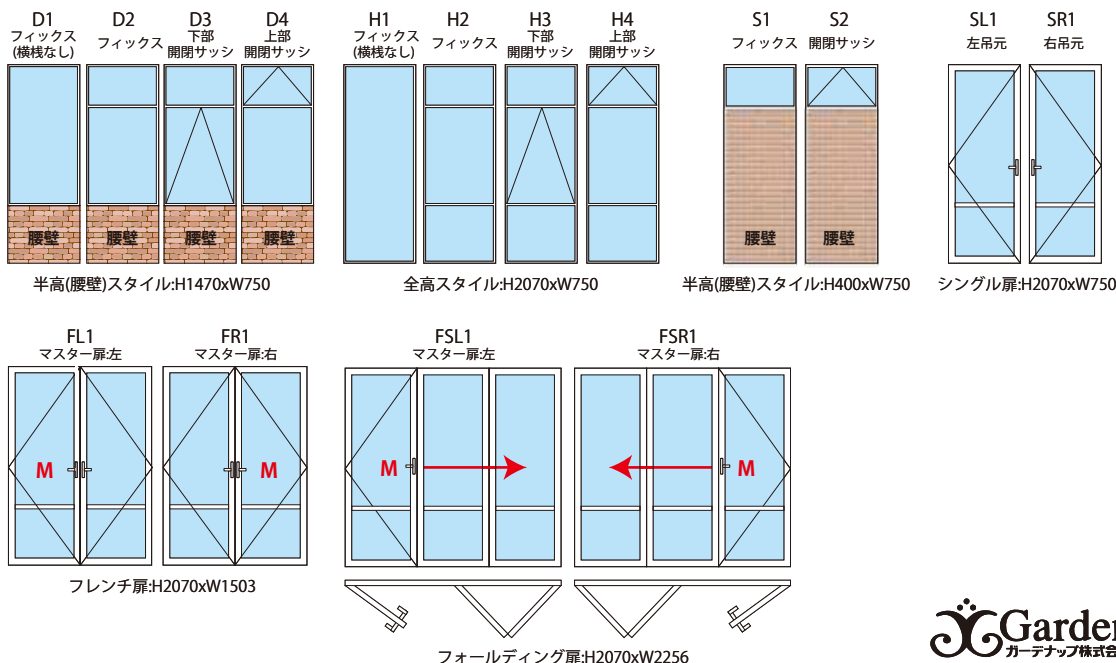 D1
フィックス
(横桟なし)
D2
フィックス
D3
下部
開閉サッシ
D4
上部
開閉サッシ
H1
フィックス
(横桟なし)
H2
フィックス
H3
下部
開閉サッシ
H4
上部
開閉サッシ
S1
フィックス
S2
開閉サッシ
SL1
左吊元
SR1
右吊元
腰壁
腰壁
腰壁
腰壁
腰壁
腰壁
半高(腰壁)スタイル:H1470xW750
全高スタイル:H2070xW750
半高(腰壁)スタイル:H400xW750
シングル扉:H2070xW750
FL1
マスター扉:左
FR1
マスター扉:右
FSL1
マスター扉:左
FSR1
マスター扉:右
M
M
M
M
フレンチ扉:H2070xW1503
フォールディング扉:H2070xW2256
Garde
ガーデナップ株式会